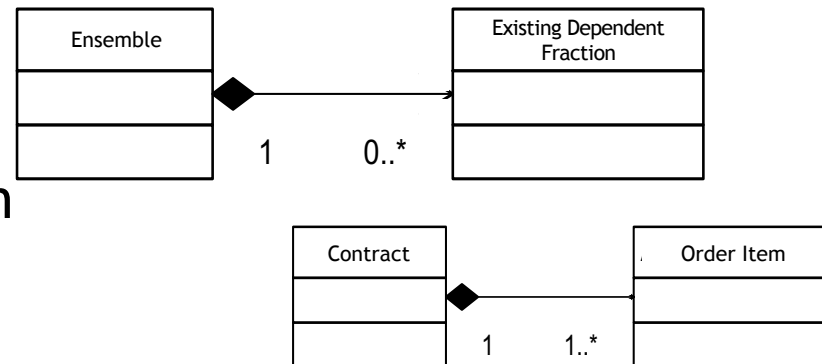 Ensemble
Existing Dependent
Fraction
1
0..*
n
Contract
Order Item
1
1..*